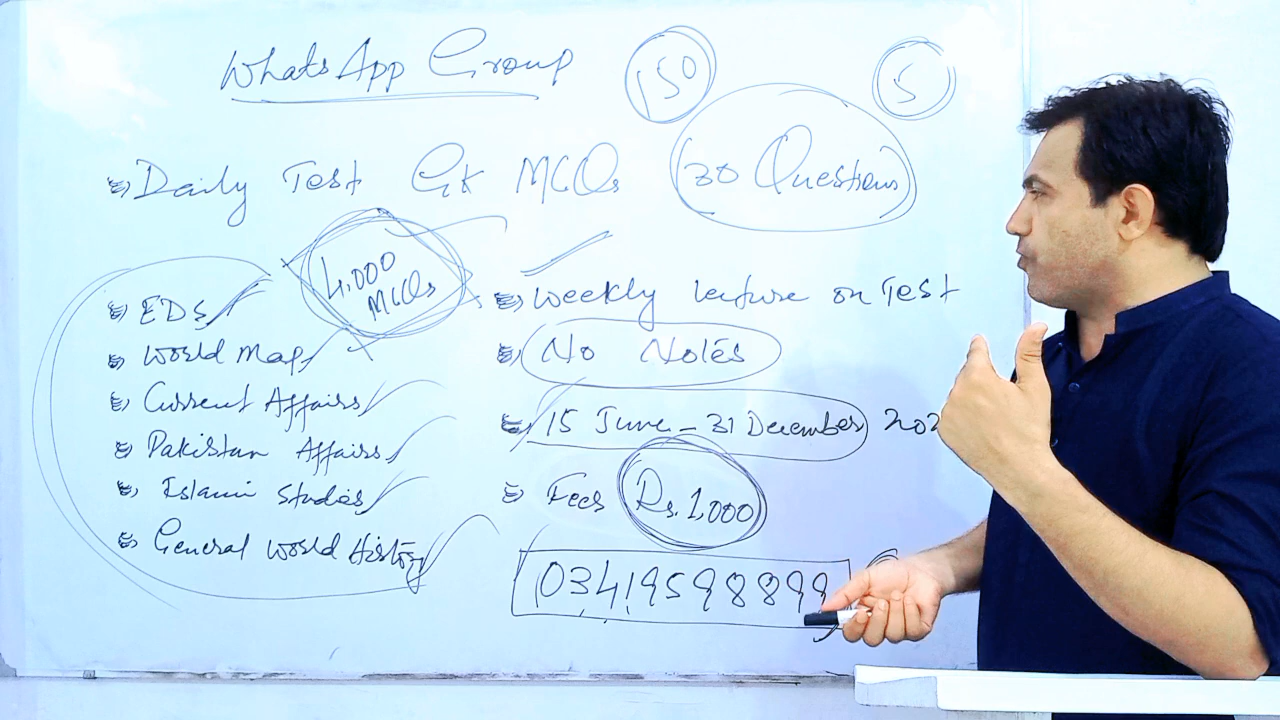 WhatsApp Group
150
5
Daily Test GK MCQs (30 Questions)
4,000
MCQs
EDS
World Map
Current Affairs
Pakistan Affairs
Islamic Studies
General World History
Weekly lecture on Test
No Notes
15 June - 31 December 202
Fees Rs. 1,000
03419598899